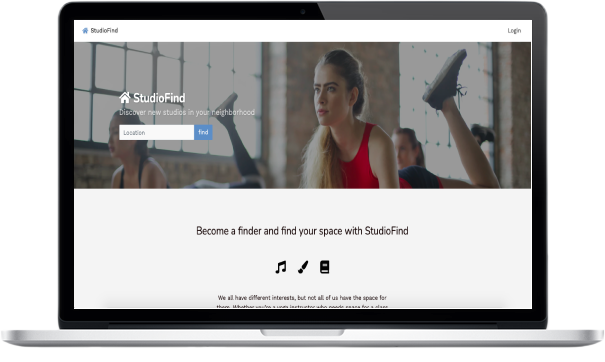 StudioFind
Login
StudioFind
Discover new studios in your neighborhood
Location
find
Become a finder and find your space with StudioFind
We all have different interests, but not all of us have the space for
them. Whether you're a yoga instructor who needs space for a class